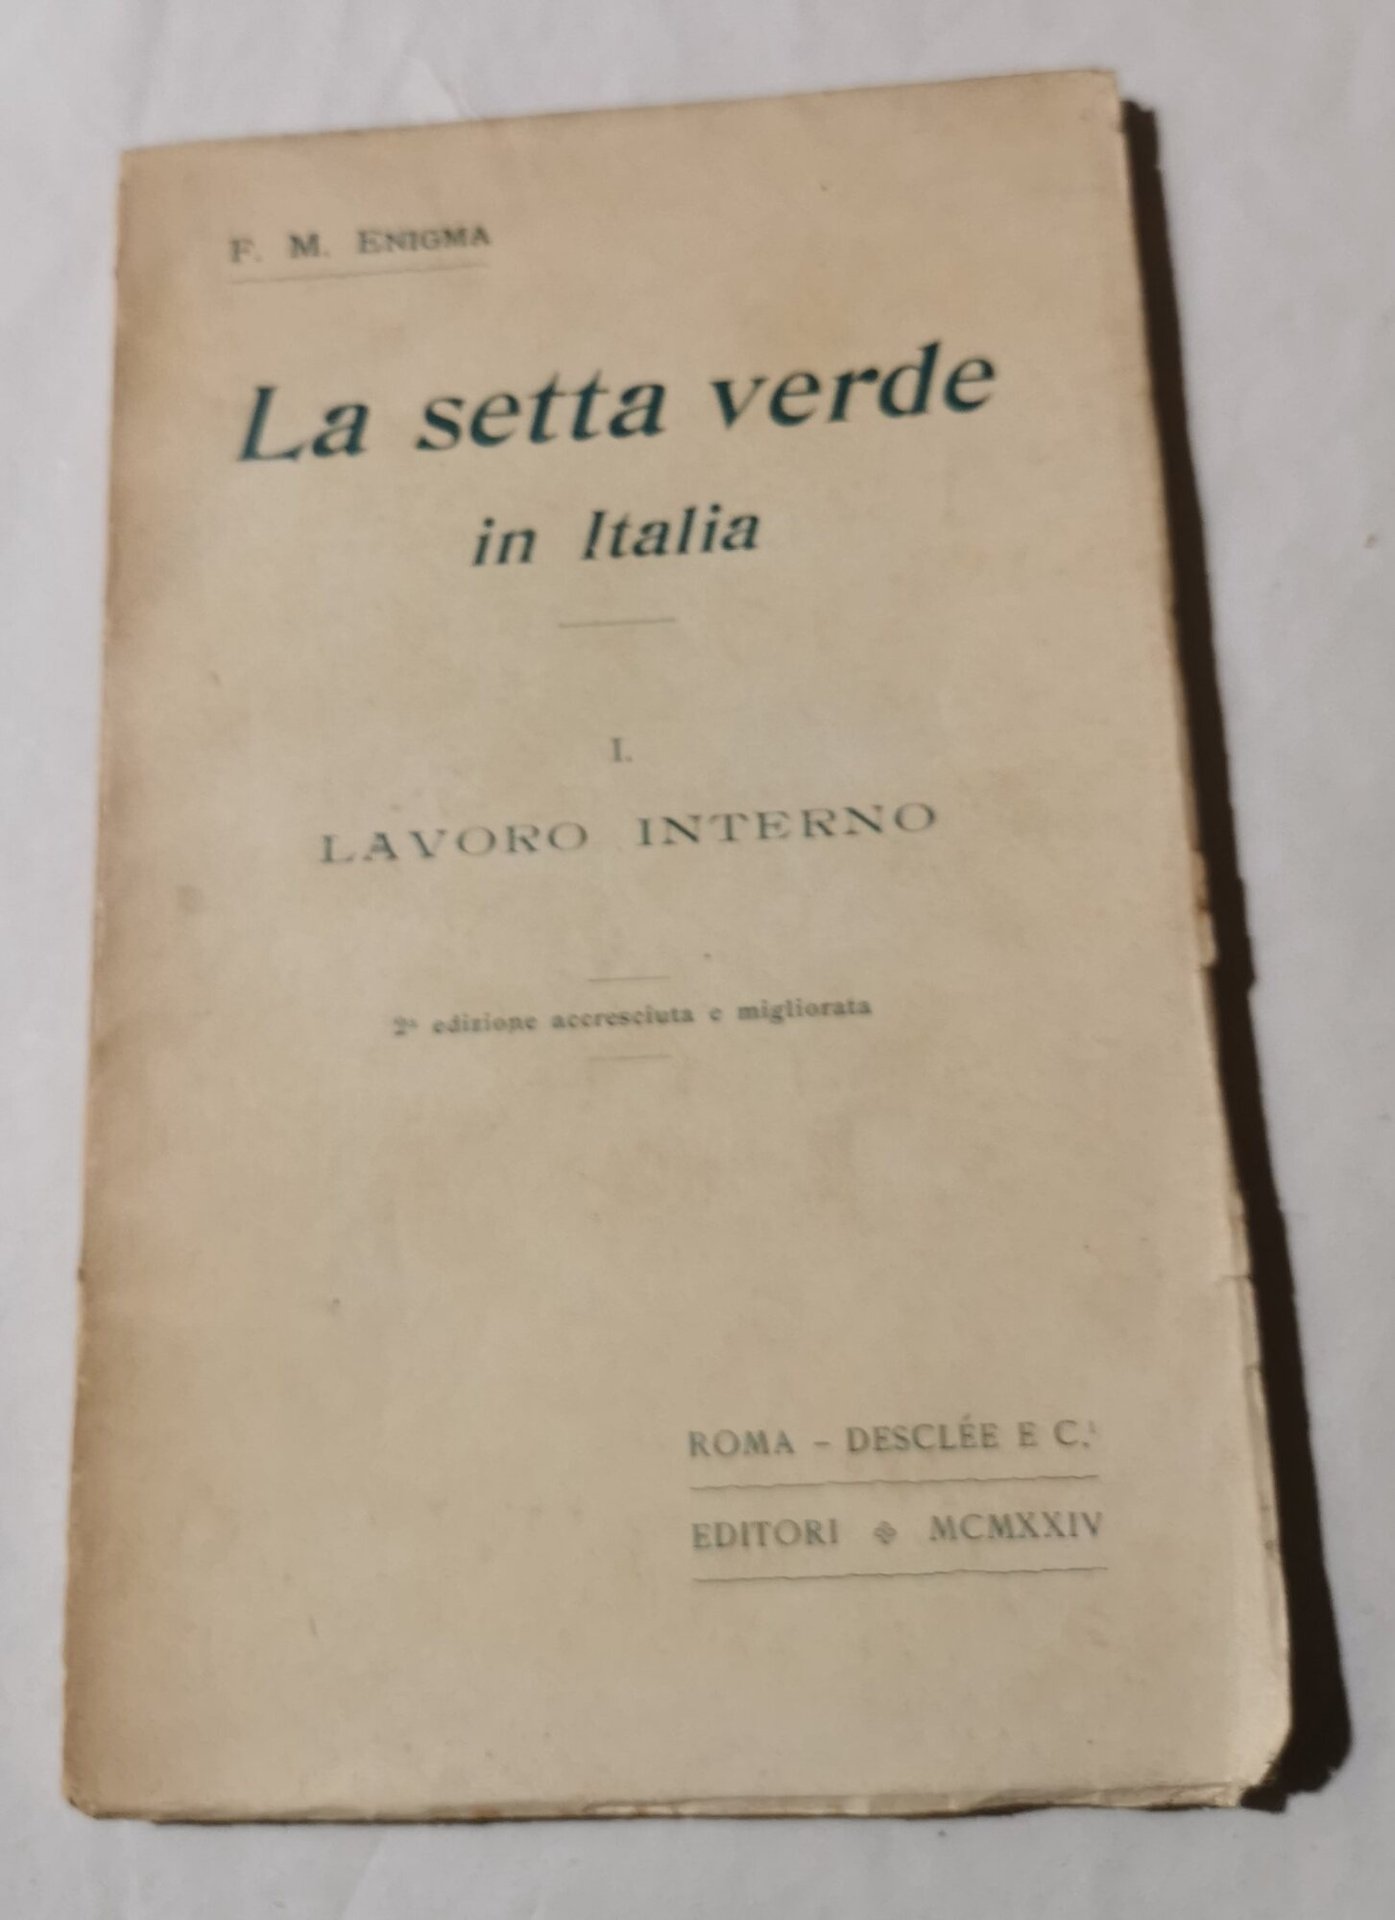 F. M. ENIGMA
La setta verde
in Italia
I.
LAVORO INTERNO
2ª edizione accresciuta e migliorata
ROMA – DESCLÉE E C.ⁱ
EDITORI ❖ MCMXXIV